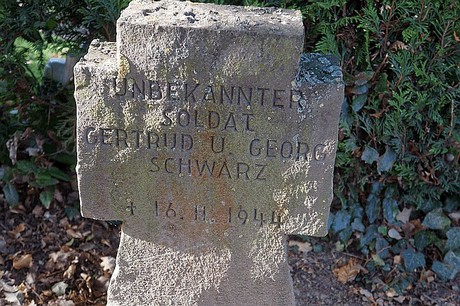 UNBEKANNTER
SOLDAT
GERTRUD U. GEORG
SCHWARZ
† 16. 11. 1944